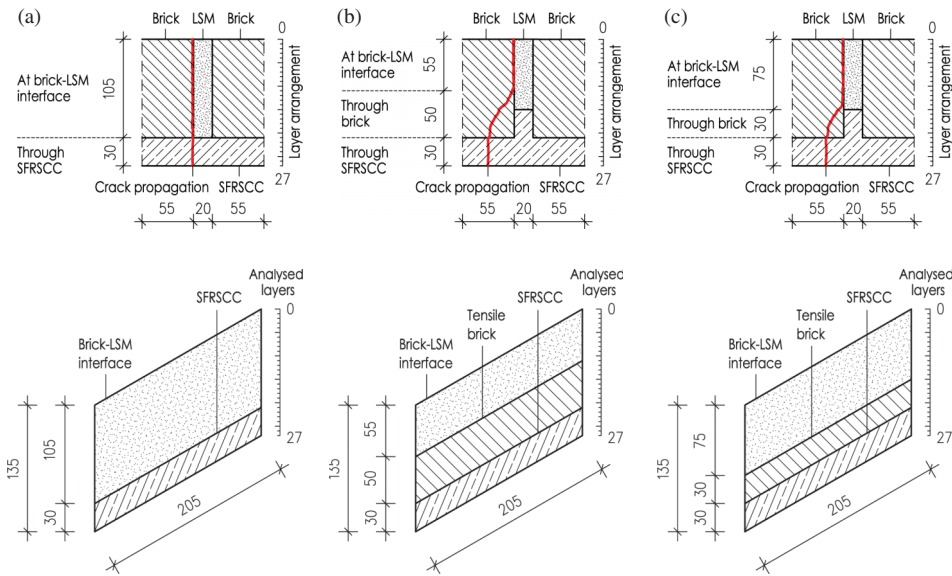 (a)
Brick LSM Brick
0
At brick-LSM
interface
105
Layer arrangement
Through
SFRSCC
30
27
Crack propagation SFRSCC
55 20 55
(b)
Brick LSM Brick
0
At brick-LSM
interface
55
Through
brick
50
Layer arrangement
Through
SFRSCC
30
27
Crack propagation SFRSCC
55 20 55
(c)
Brick LSM Brick
0
At brick-LSM
interface
75
Through brick
30
Layer arrangement
Through
SFRSCC
30
27
Crack propagation SFRSCC
55 20 55
Analysed
layers
0
SFRSCC
Brick-LSM
interface
135
105
30
27
205
Analysed
layers
0
SFRSCC
Tensile
brick
Brick-LSM
interface
135
55
50
30
27
205
Analysed
layers
0
SFRSCC
Tensile
brick
Brick-LSM
interface
135
75
30
30
27
205